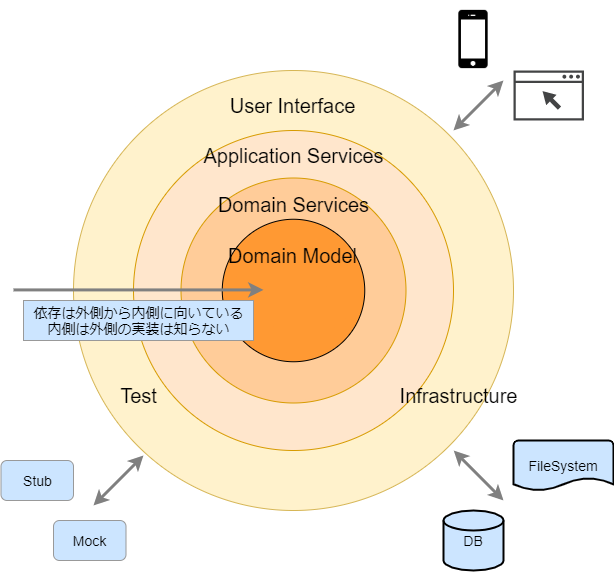 User Interface
Application Services
Domain Services
Domain Model
依存は外側から内側に向いている
内側は外側の実装は知らない
Test
Infrastructure
Stub
FileSystem
Mock
DB